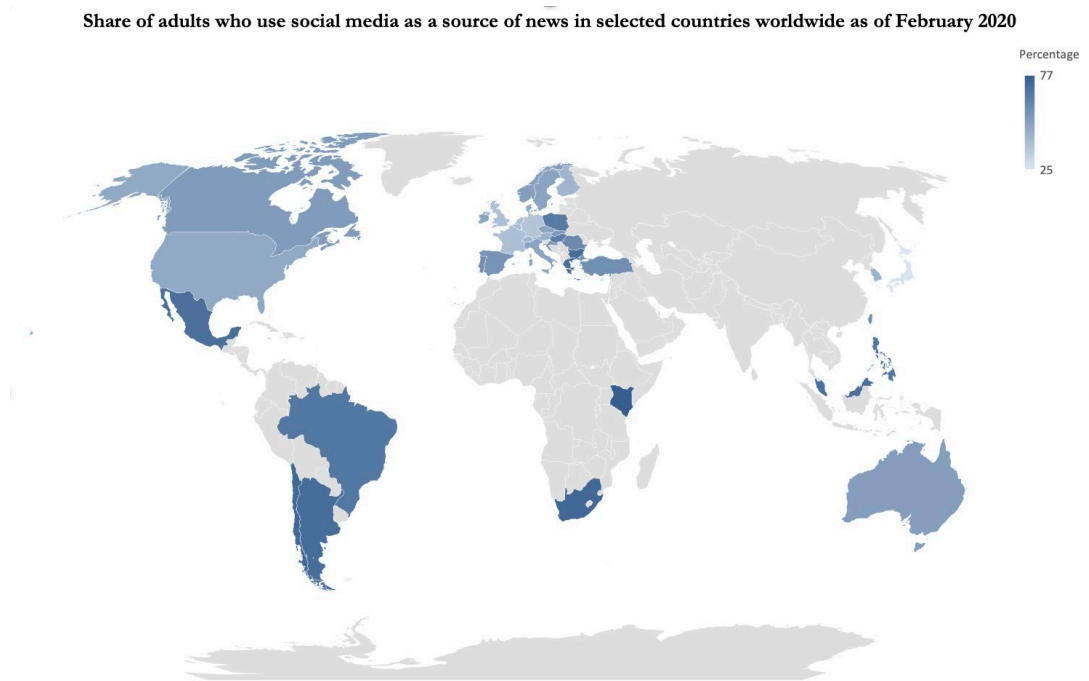 Share of adults who use social media as a source of news in selected countries worldwide as of February 2020
Percentage
77
25